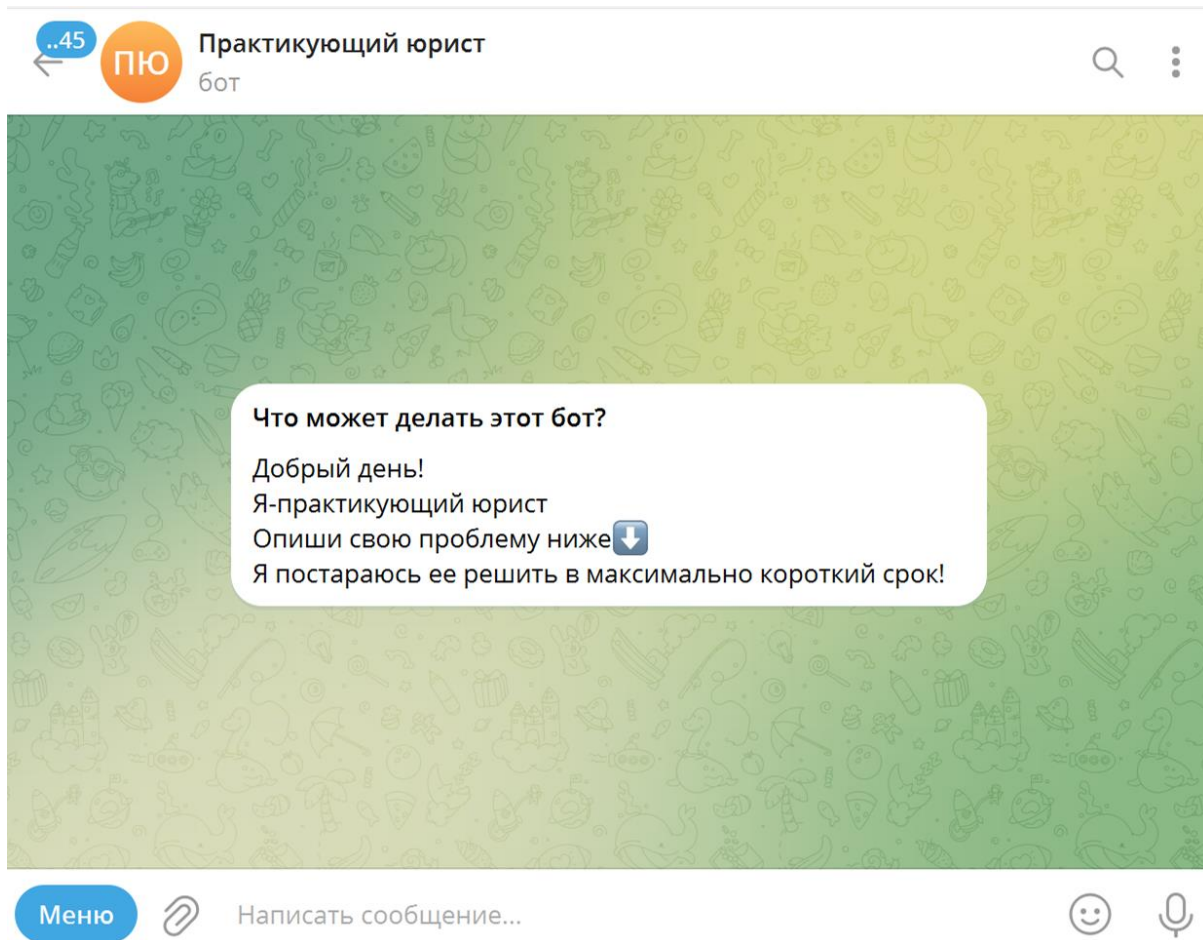 ..45
ПЮ
Практикующий юрист
бот
Что может делать этот бот?
Добрый день!
Я-практикующий юрист
Опиши свою проблему ниже⬇️
Я постараюсь ее решить в максимально короткий срок!
Меню
Написать сообщение...